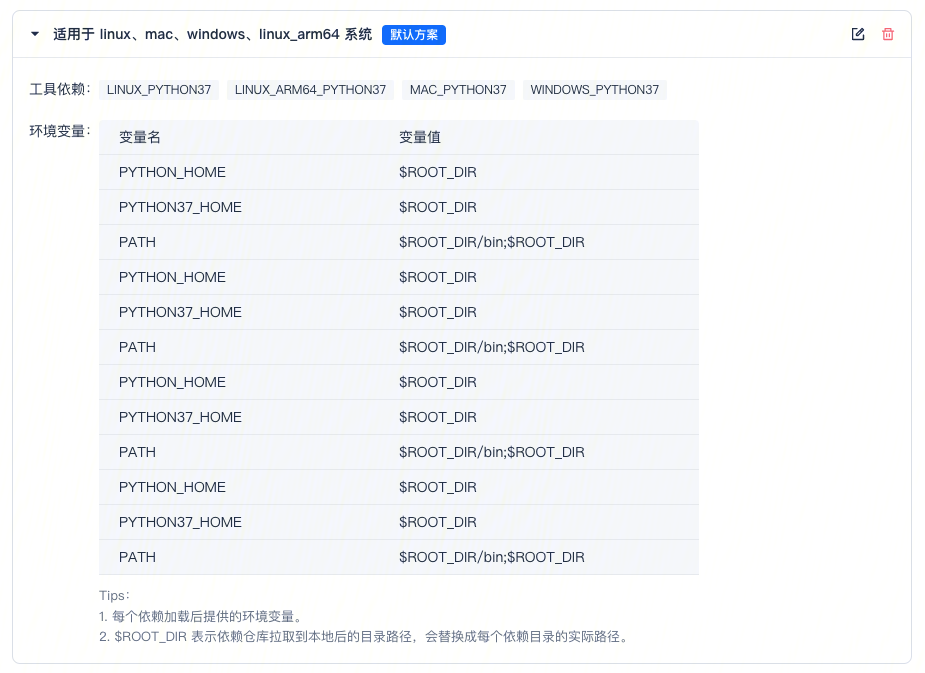 适用于 linux、mac、windows、linux_arm64 系统 默认方案
工具依赖： LINUX_PYTHON37 LINUX_ARM64_PYTHON37 MAC_PYTHON37 WINDOWS_PYTHON37
环境变量：
变量名 变量值
PYTHON_HOME $ROOT_DIR
PYTHON37_HOME $ROOT_DIR
PATH $ROOT_DIR/bin;$ROOT_DIR
PYTHON_HOME $ROOT_DIR
PYTHON37_HOME $ROOT_DIR
PATH $ROOT_DIR/bin;$ROOT_DIR
PYTHON_HOME $ROOT_DIR
PYTHON37_HOME $ROOT_DIR
PATH $ROOT_DIR/bin;$ROOT_DIR
PYTHON_HOME $ROOT_DIR
PYTHON37_HOME $ROOT_DIR
PATH $ROOT_DIR/bin;$ROOT_DIR
Tips：
1. 每个依赖加载后提供的环境变量。
2. $ROOT_DIR 表示依赖仓库拉取到本地后的目录路径，会替换成每个依赖目录的实际路径。